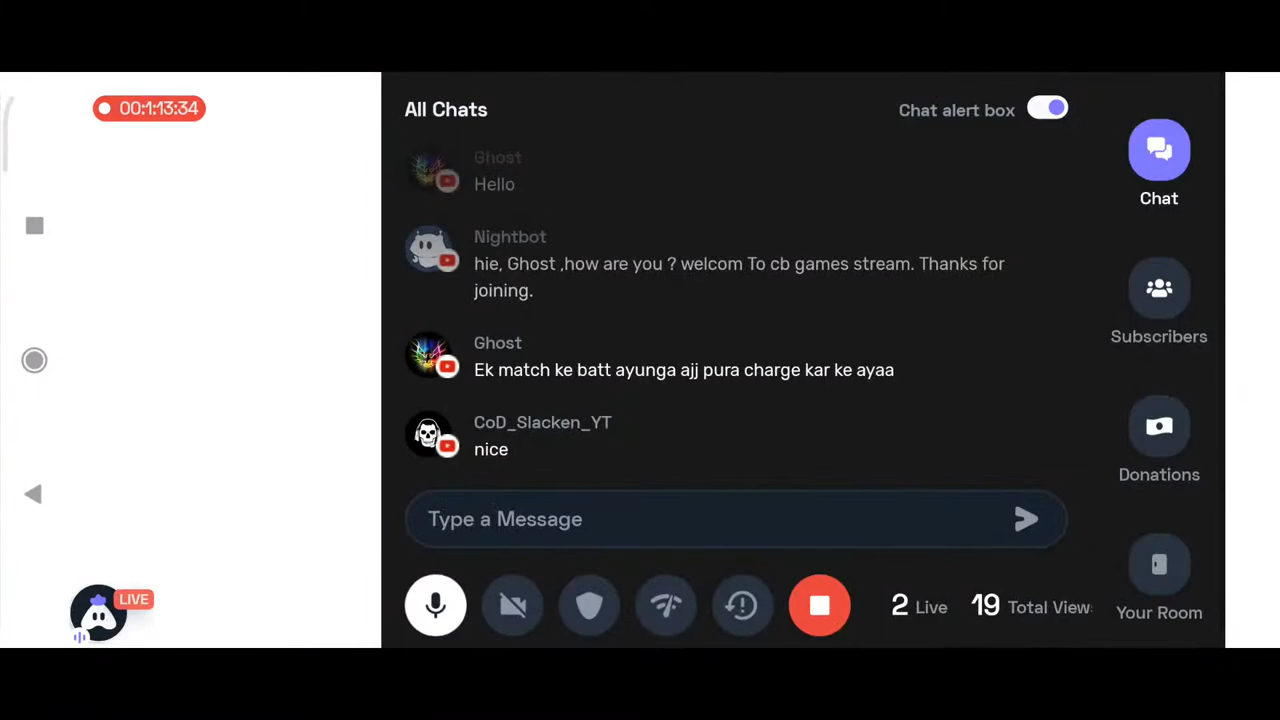 00:1:13:34
All Chats
Chat alert box
Ghost
Hello
Nightbot
hie, Ghost ,how are you ? welcom To cb games stream. Thanks for
joining.
Ghost
Ek match ke batt ayunga ajj pura charge kar ke ayaa
CoD_Slacken_YT
nice
Type a Message
LIVE
2 Live
19 Total View
Chat
Subscribers
Donations
Your Room